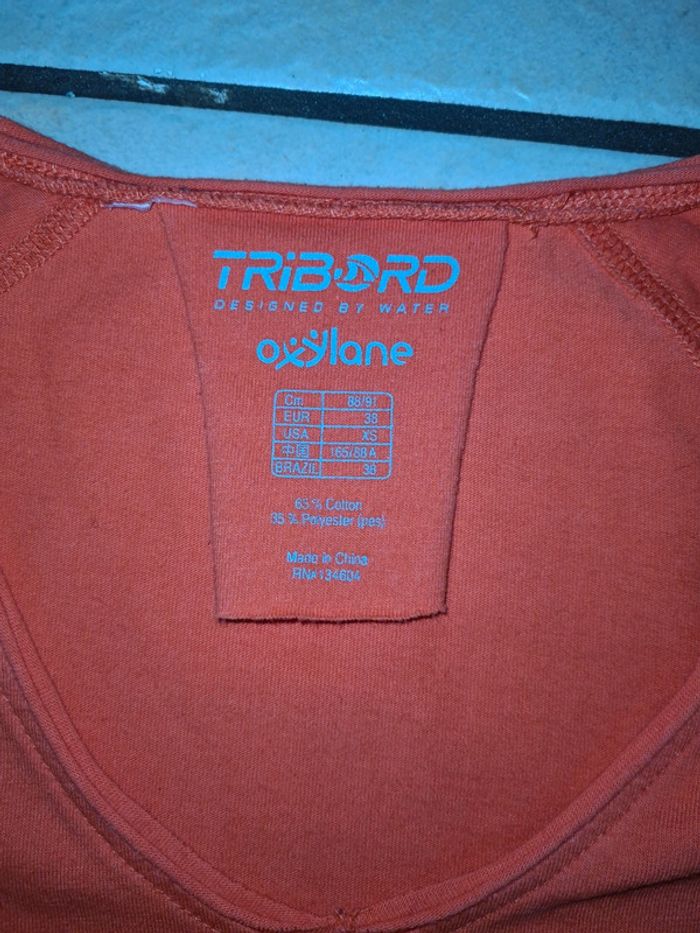 TRIBORD
DESIGNED BY WATER
oxylane
Cm 88/91
EUR 38
USA XS
中国 165/88A
BRAZIL 38
65 % Cotton
35 % Polyester (pes)
Made in China
RN#134604